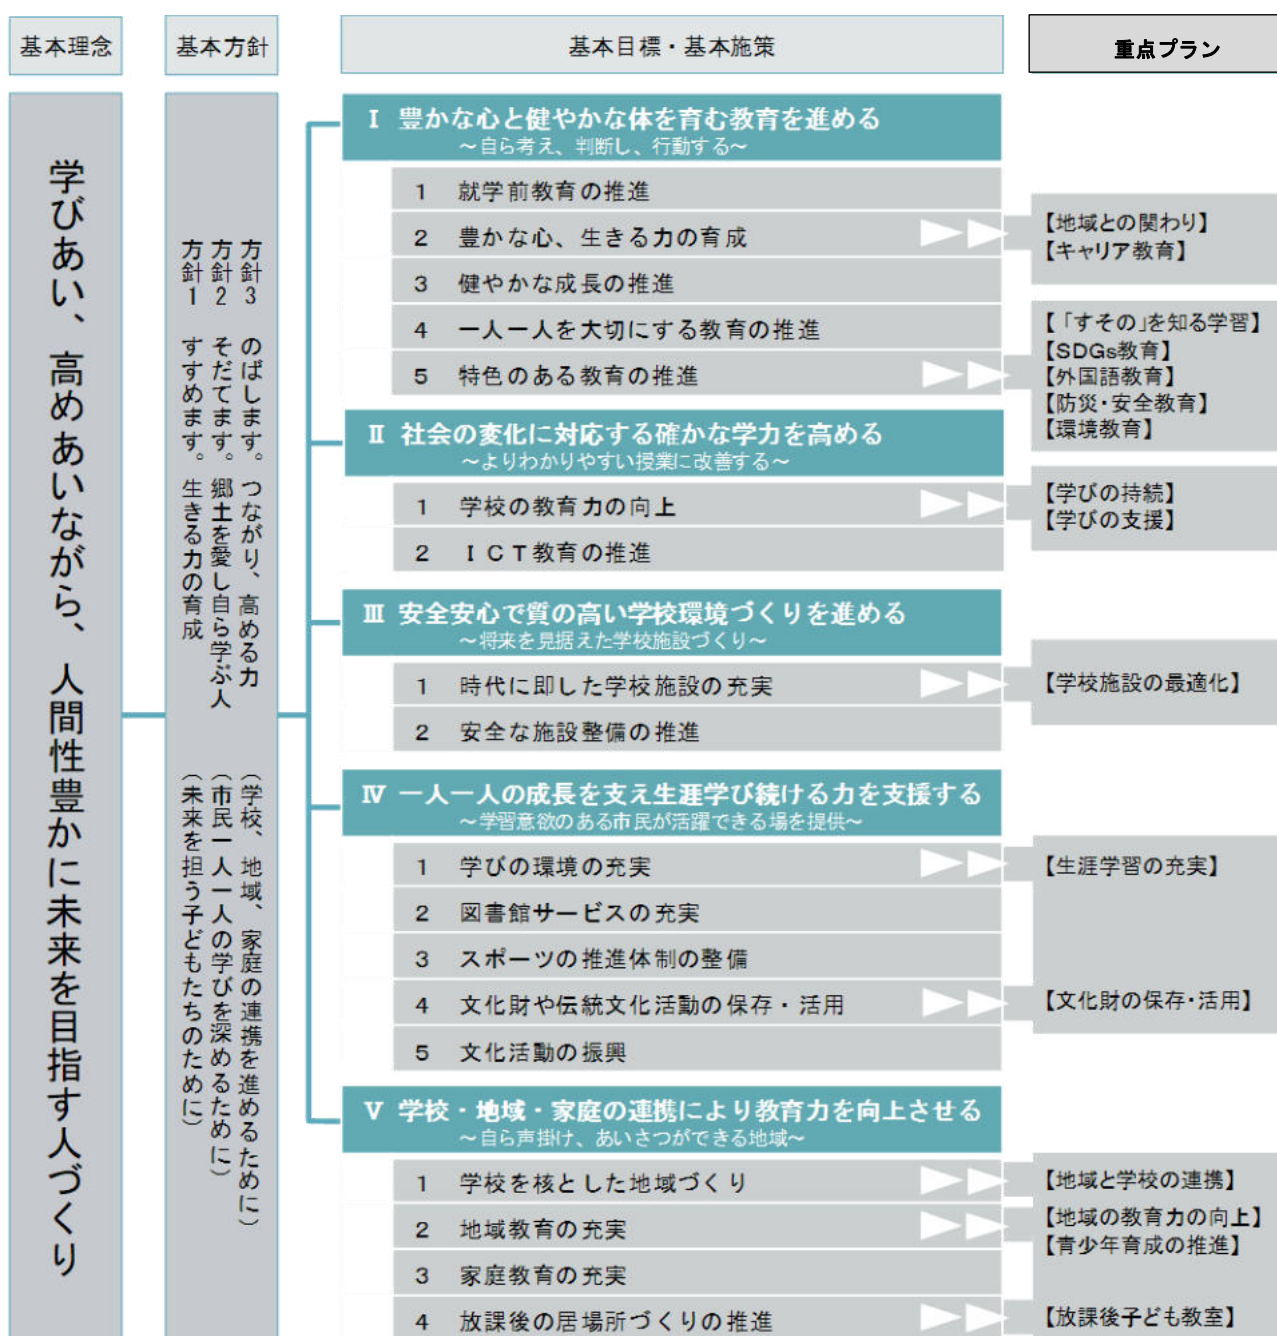 基本理念
基本方針
基本目標・基本施策
重点プラン
学びあい、高めあいながら、人間性豊かに未来を目指す人づくり
方針1 すすめます。生きる力の育成 (未来を担う子どもたちのために)
方針2 そだてます。郷土を愛し自ら学ぶ人 (市民一人一人の学びを深めるために)
方針3 のばします。つながり、高める力 (学校、地域、家庭の連携を進めるために)
Ⅰ 豊かな心と健やかな体を育む教育を進める
～自ら考え、判断し、行動する～
1 就学前教育の推進
2 豊かな心、生きる力の育成
【地域との関わり】
【キャリア教育】
3 健やかな成長の推進
4 一人一人を大切にする教育の推進
5 特色のある教育の推進
【「すその」を知る学習】
【SDGs教育】
【外国語教育】
【防災・安全教育】
【環境教育】
Ⅱ 社会の変化に対応する確かな学力を高める
～よりわかりやすい授業に改善する～
1 学校の教育力の向上
【学びの持続】
【学びの支援】
2 ＩＣＴ教育の推進
Ⅲ 安全安心で質の高い学校環境づくりを進める
～将来を見据えた学校施設づくり～
1 時代に即した学校施設の充実
【学校施設の最適化】
2 安全な施設整備の推進
Ⅳ 一人一人の成長を支え生涯学び続ける力を支援する
～学習意欲のある市民が活躍できる場を提供～
1 学びの環境の充実
【生涯学習の充実】
2 図書館サービスの充実
3 スポーツの推進体制の整備
4 文化財や伝統文化活動の保存・活用
【文化財の保存・活用】
5 文化活動の振興
Ⅴ 学校・地域・家庭の連携により教育力を向上させる
～自ら声掛け、あいさつができる地域～
1 学校を核とした地域づくり
【地域と学校の連携】
2 地域教育の充実
【地域の教育力の向上】
【青少年育成の推進】
3 家庭教育の充実
4 放課後の居場所づくりの推進
【放課後子ども教室】